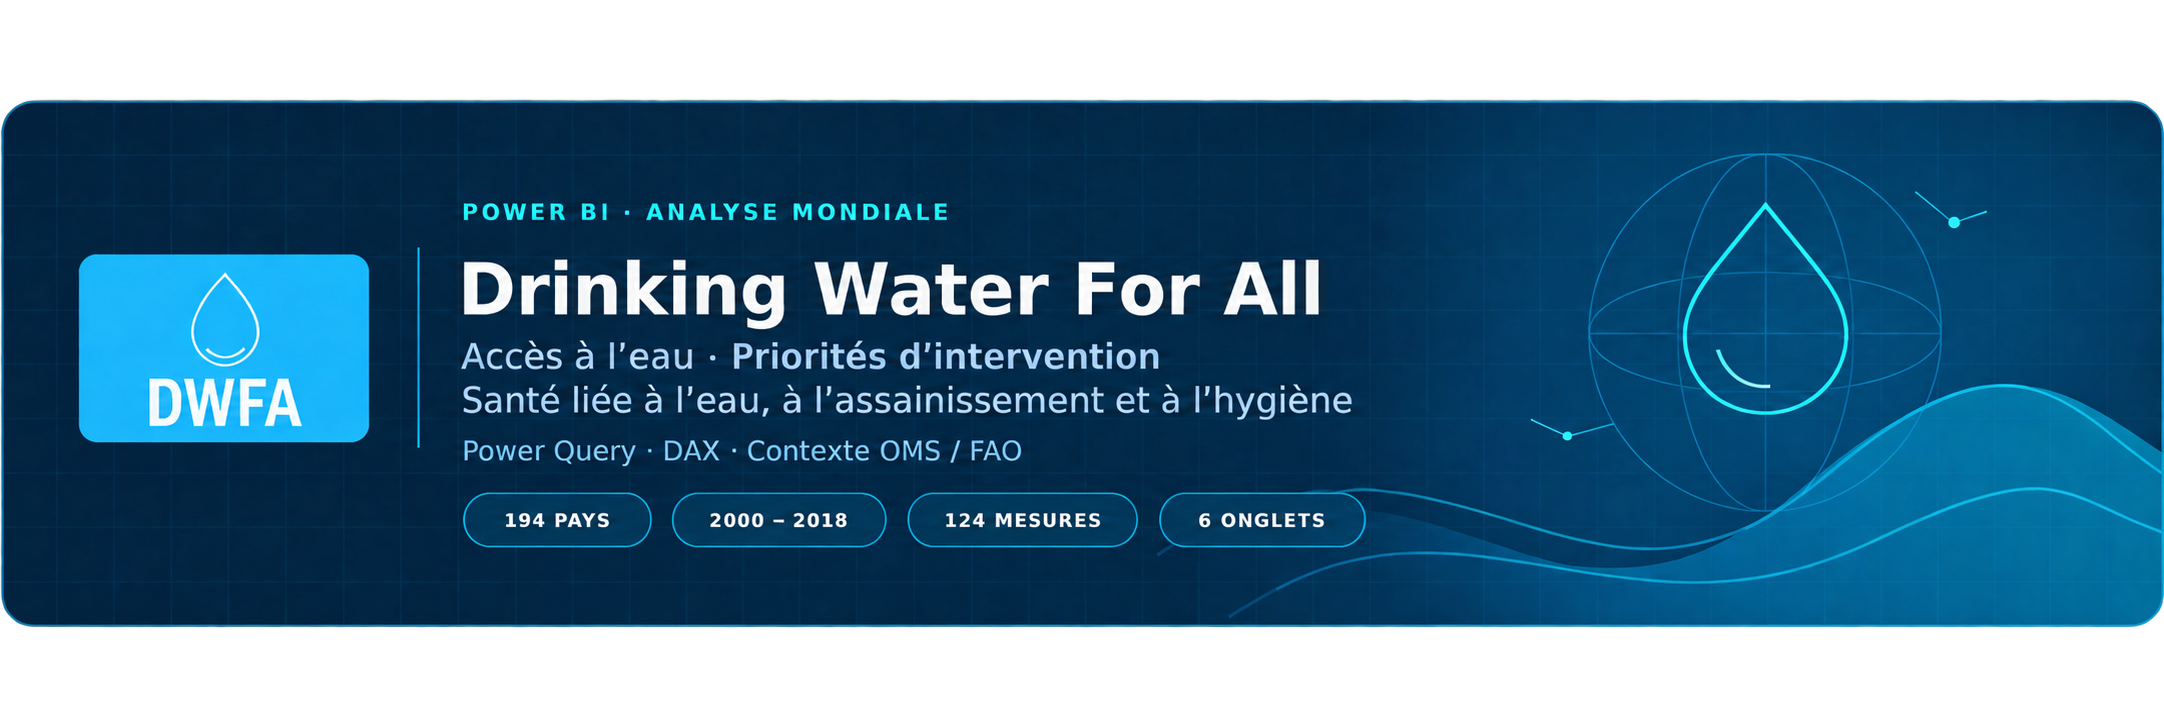 POWER BI · ANALYSE MONDIALE
DWFA
Drinking Water For All
Accès à l’eau · Priorités d’intervention
Santé liée à l’eau, à l’assainissement et à l’hygiène
Power Query · DAX · Contexte OMS / FAO
194 PAYS
2000 – 2018
124 MESURES
6 ONGLETS